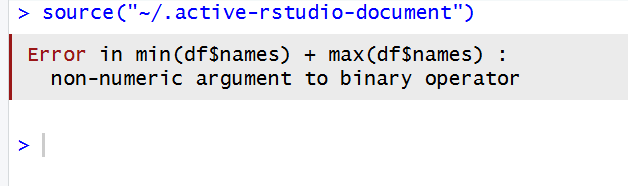 > source("~/.active-rstudio-document")
Error in min(df$names) + max(df$names) :
non-numeric argument to binary operator
>